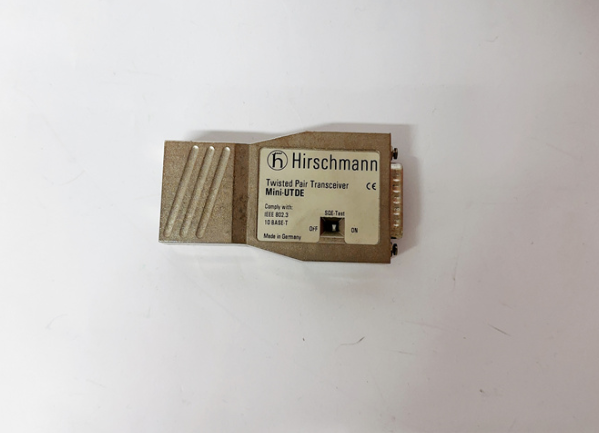 Hirschmann
Twisted Pair Transceiver
Mini-UTDE
CE
Comply with:
IEEE 802.3
10 BASE-T
SQE-Test
OFF
ON
Made in Germany